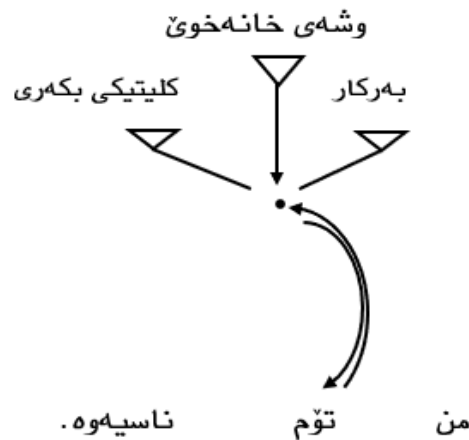 وشەی خانەخوێ
بەرکار
کلیتیکی بکەری
من تۆم ناسیەوە.